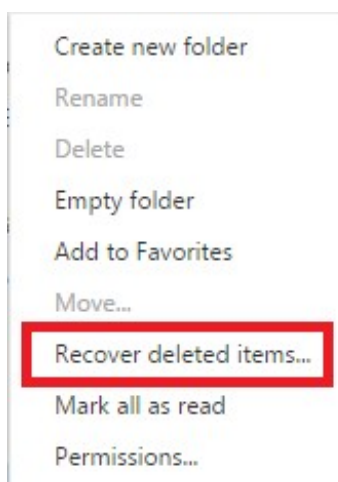 Create new folder
Rename
Delete
Empty folder
Add to Favorites
Move...
Recover deleted items...
Mark all as read
Permissions...